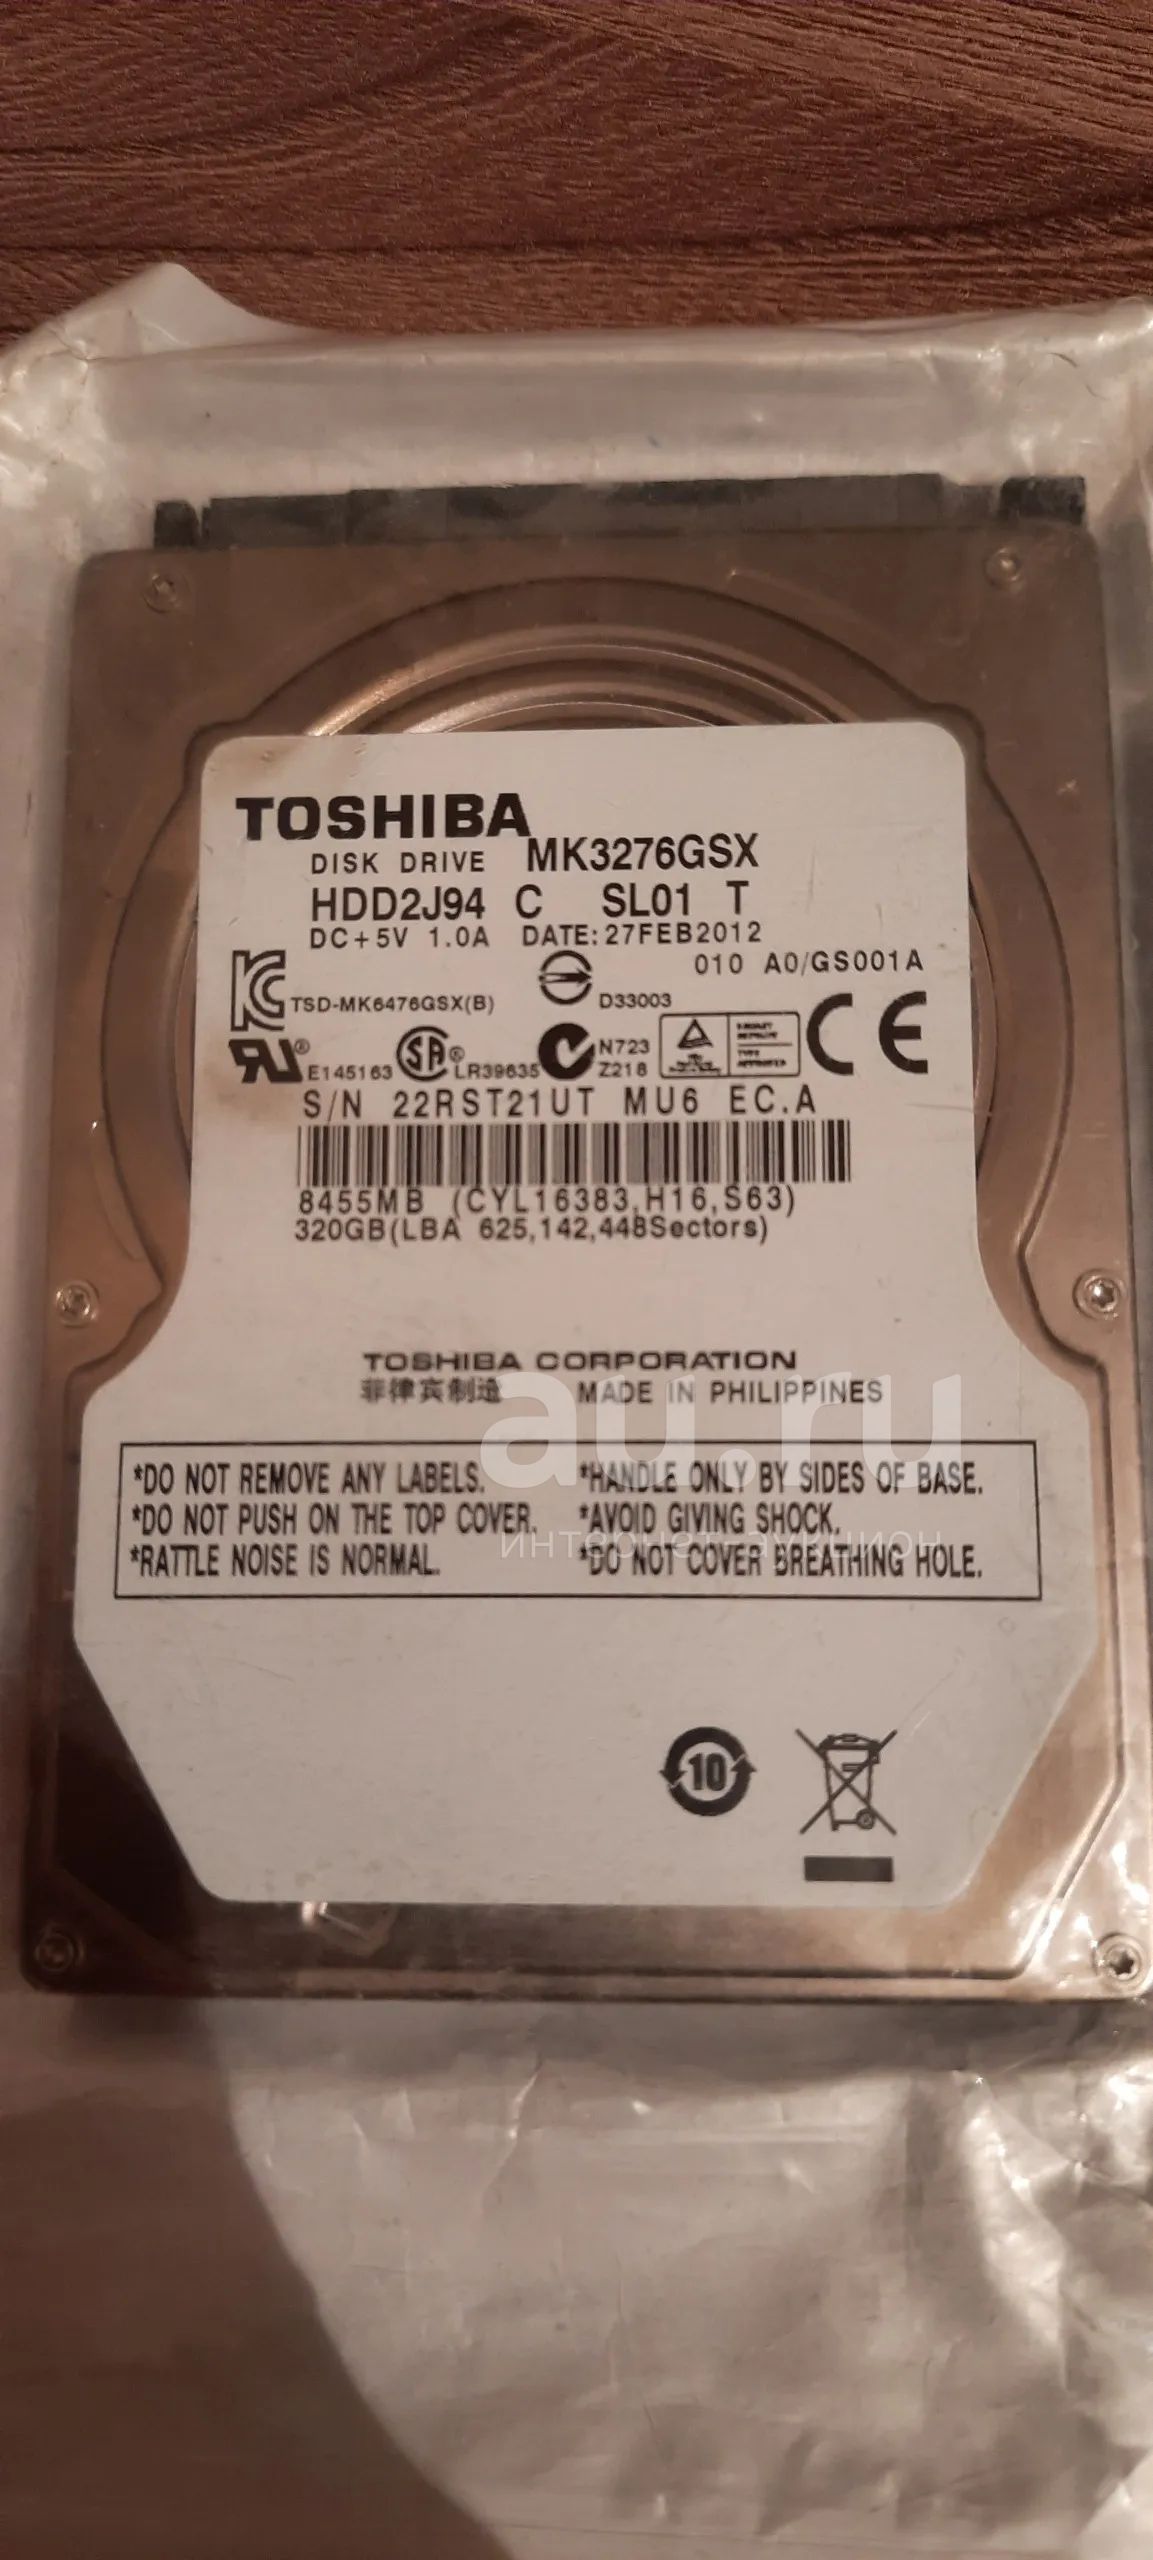 TOSHIBA
DISK DRIVE MK3276GSX
HDD2J94 C SL01 T
DC+5V 1.0A DATE:27FEB2012
010 A0/GS001A
TSD-MK6476GSX(B) D33003
E145163 LR39635 N723
Z218
CE
S/N 22RST21UT MU6 EC.A
8455MB (CYL16383,H16,S63)
320GB(LBA 625,142,448Sectors)
TOSHIBA CORPORATION
菲律宾制造 MADE IN PHILIPPINES
au.ru
интернет аукцион
*DO NOT REMOVE ANY LABELS. *HANDLE ONLY BY SIDES OF BASE.
*DO NOT PUSH ON THE TOP COVER. *AVOID GIVING SHOCK.
*RATTLE NOISE IS NORMAL. *DO NOT COVER BREATHING HOLE.
10